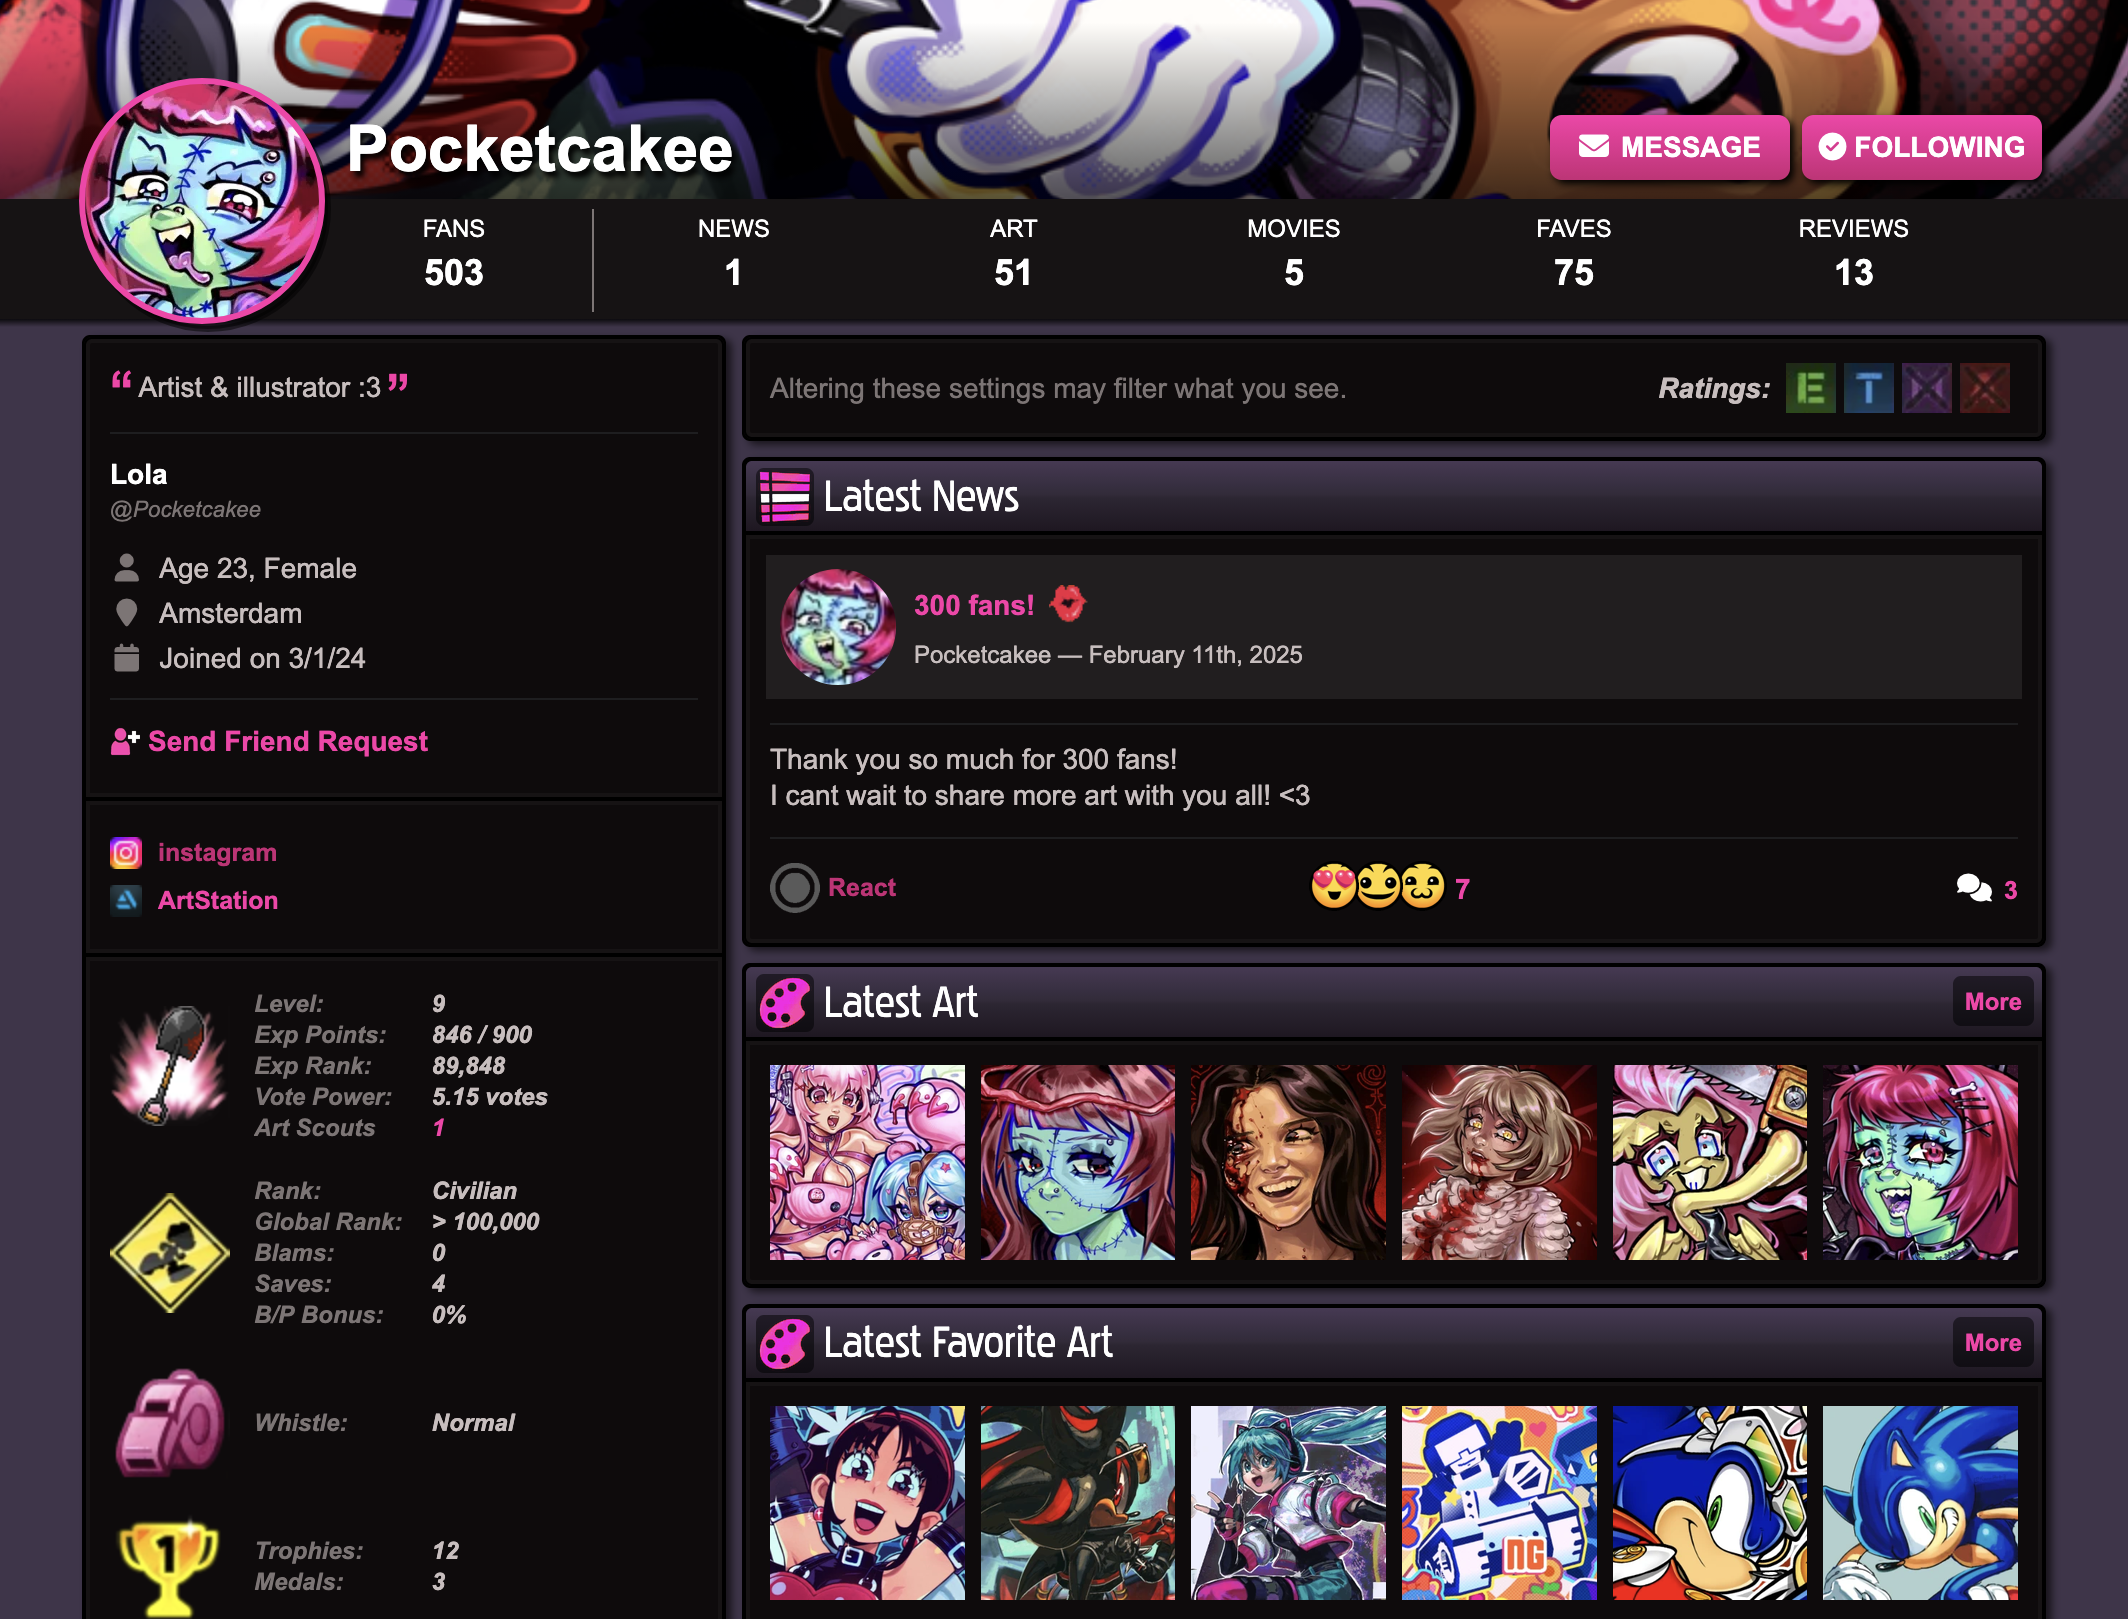 Pocketcakee
MESSAGE
FOLLOWING
FANS
503
NEWS
1
ART
51
MOVIES
5
FAVES
75
REVIEWS
13
“ Artist & illustrator :3 ”
Lola
@Pocketcakee
Age 23, Female
Amsterdam
Joined on 3/1/24
Send Friend Request
instagram
ArtStation
Level: 9
Exp Points: 846 / 900
Exp Rank: 89,848
Vote Power: 5.15 votes
Art Scouts 1
Rank: Civilian
Global Rank: > 100,000
Blams: 0
Saves: 4
B/P Bonus: 0%
Whistle: Normal
1
Trophies: 12
Medals: 3
Altering these settings may filter what you see.
Ratings: E T M A
Latest News
300 fans!
Pocketcakee — February 11th, 2025
Thank you so much for 300 fans!
I cant wait to share more art with you all! <3
React
7
3
Latest Art
More
Latest Favorite Art
More
NG